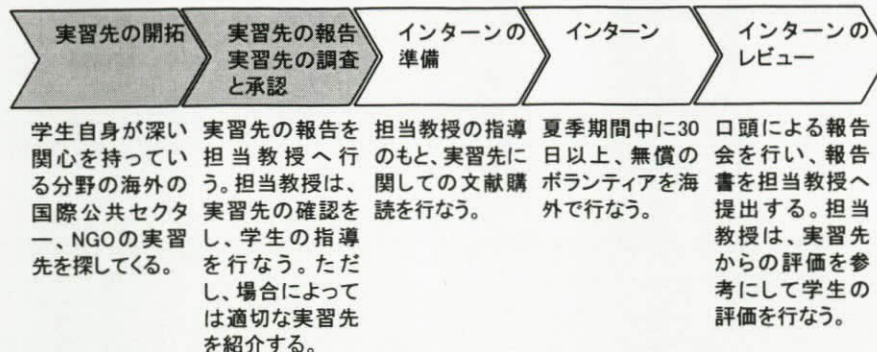 実習先の開拓
実習先の報告
実習先の調査
と承認
インターンの
準備
インターン
インターンの
レビュー
学生自身が深い
関心を持ってい
る分野の海外の
国際公共セクタ
ー、NGOの実習
先を探してくる。
実習先の報告を
担当教授へ行
う。担当教授は、
実習先の確認を
し、学生の指導
を行なう。ただ
し、場合によって
は適切な実習先
を紹介する。
担当教授の指導
のもと、実習先に
関しての文献購
読を行なう。
夏季期間中に30
日以上、無償の
ボランティアを海
外で行なう。
口頭による報告
会を行い、報告
書を担当教授へ
提出する。担当
教授は、実習先
からの評価を参
考にして学生の
評価を行なう。